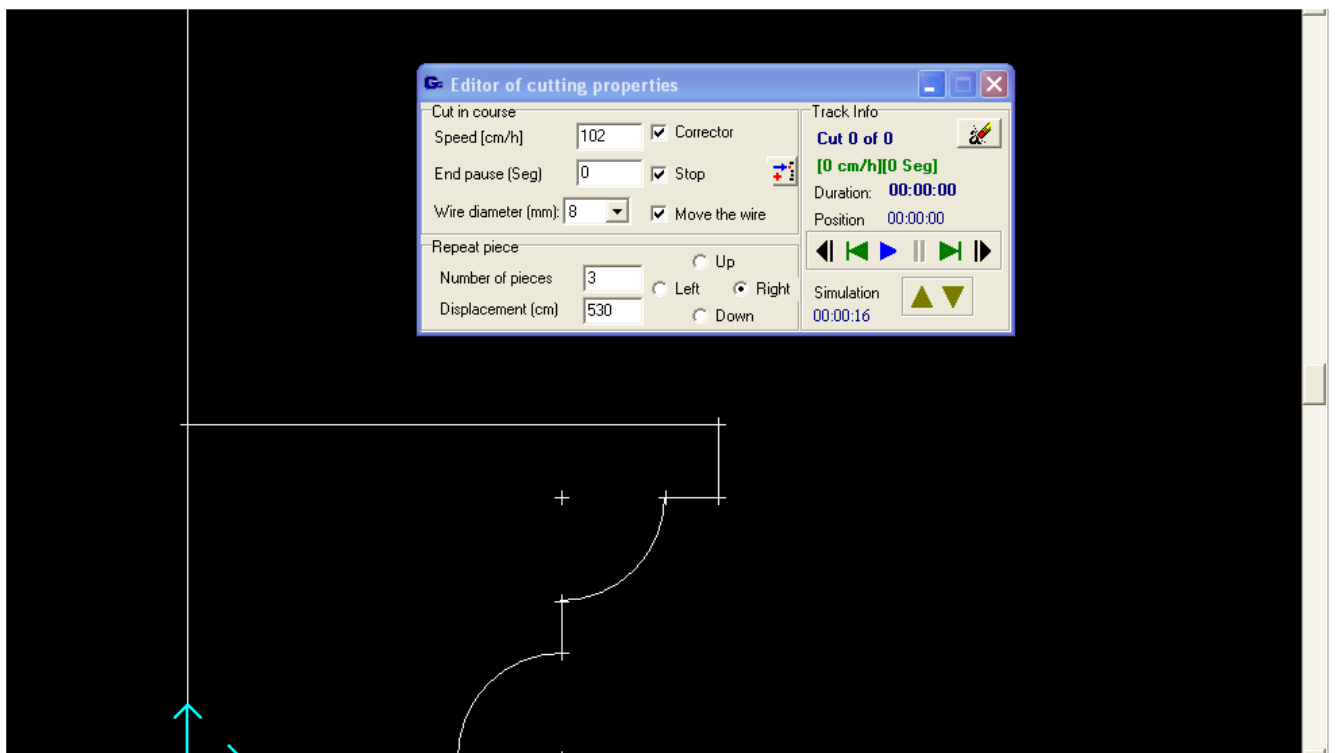 Editor of cutting properties
Cut in course
Speed [cm/h] 102 Corrector
End pause (Seg) 0 Stop
Wire diameter (mm): 8 Move the wire
Repeat piece
Number of pieces 3
Displacement (cm) 530
Up
Left Right
Down
Track Info
Cut 0 of 0
[0 cm/h][0 Seg]
Duration: 00:00:00
Position 00:00:00
Simulation
00:00:16